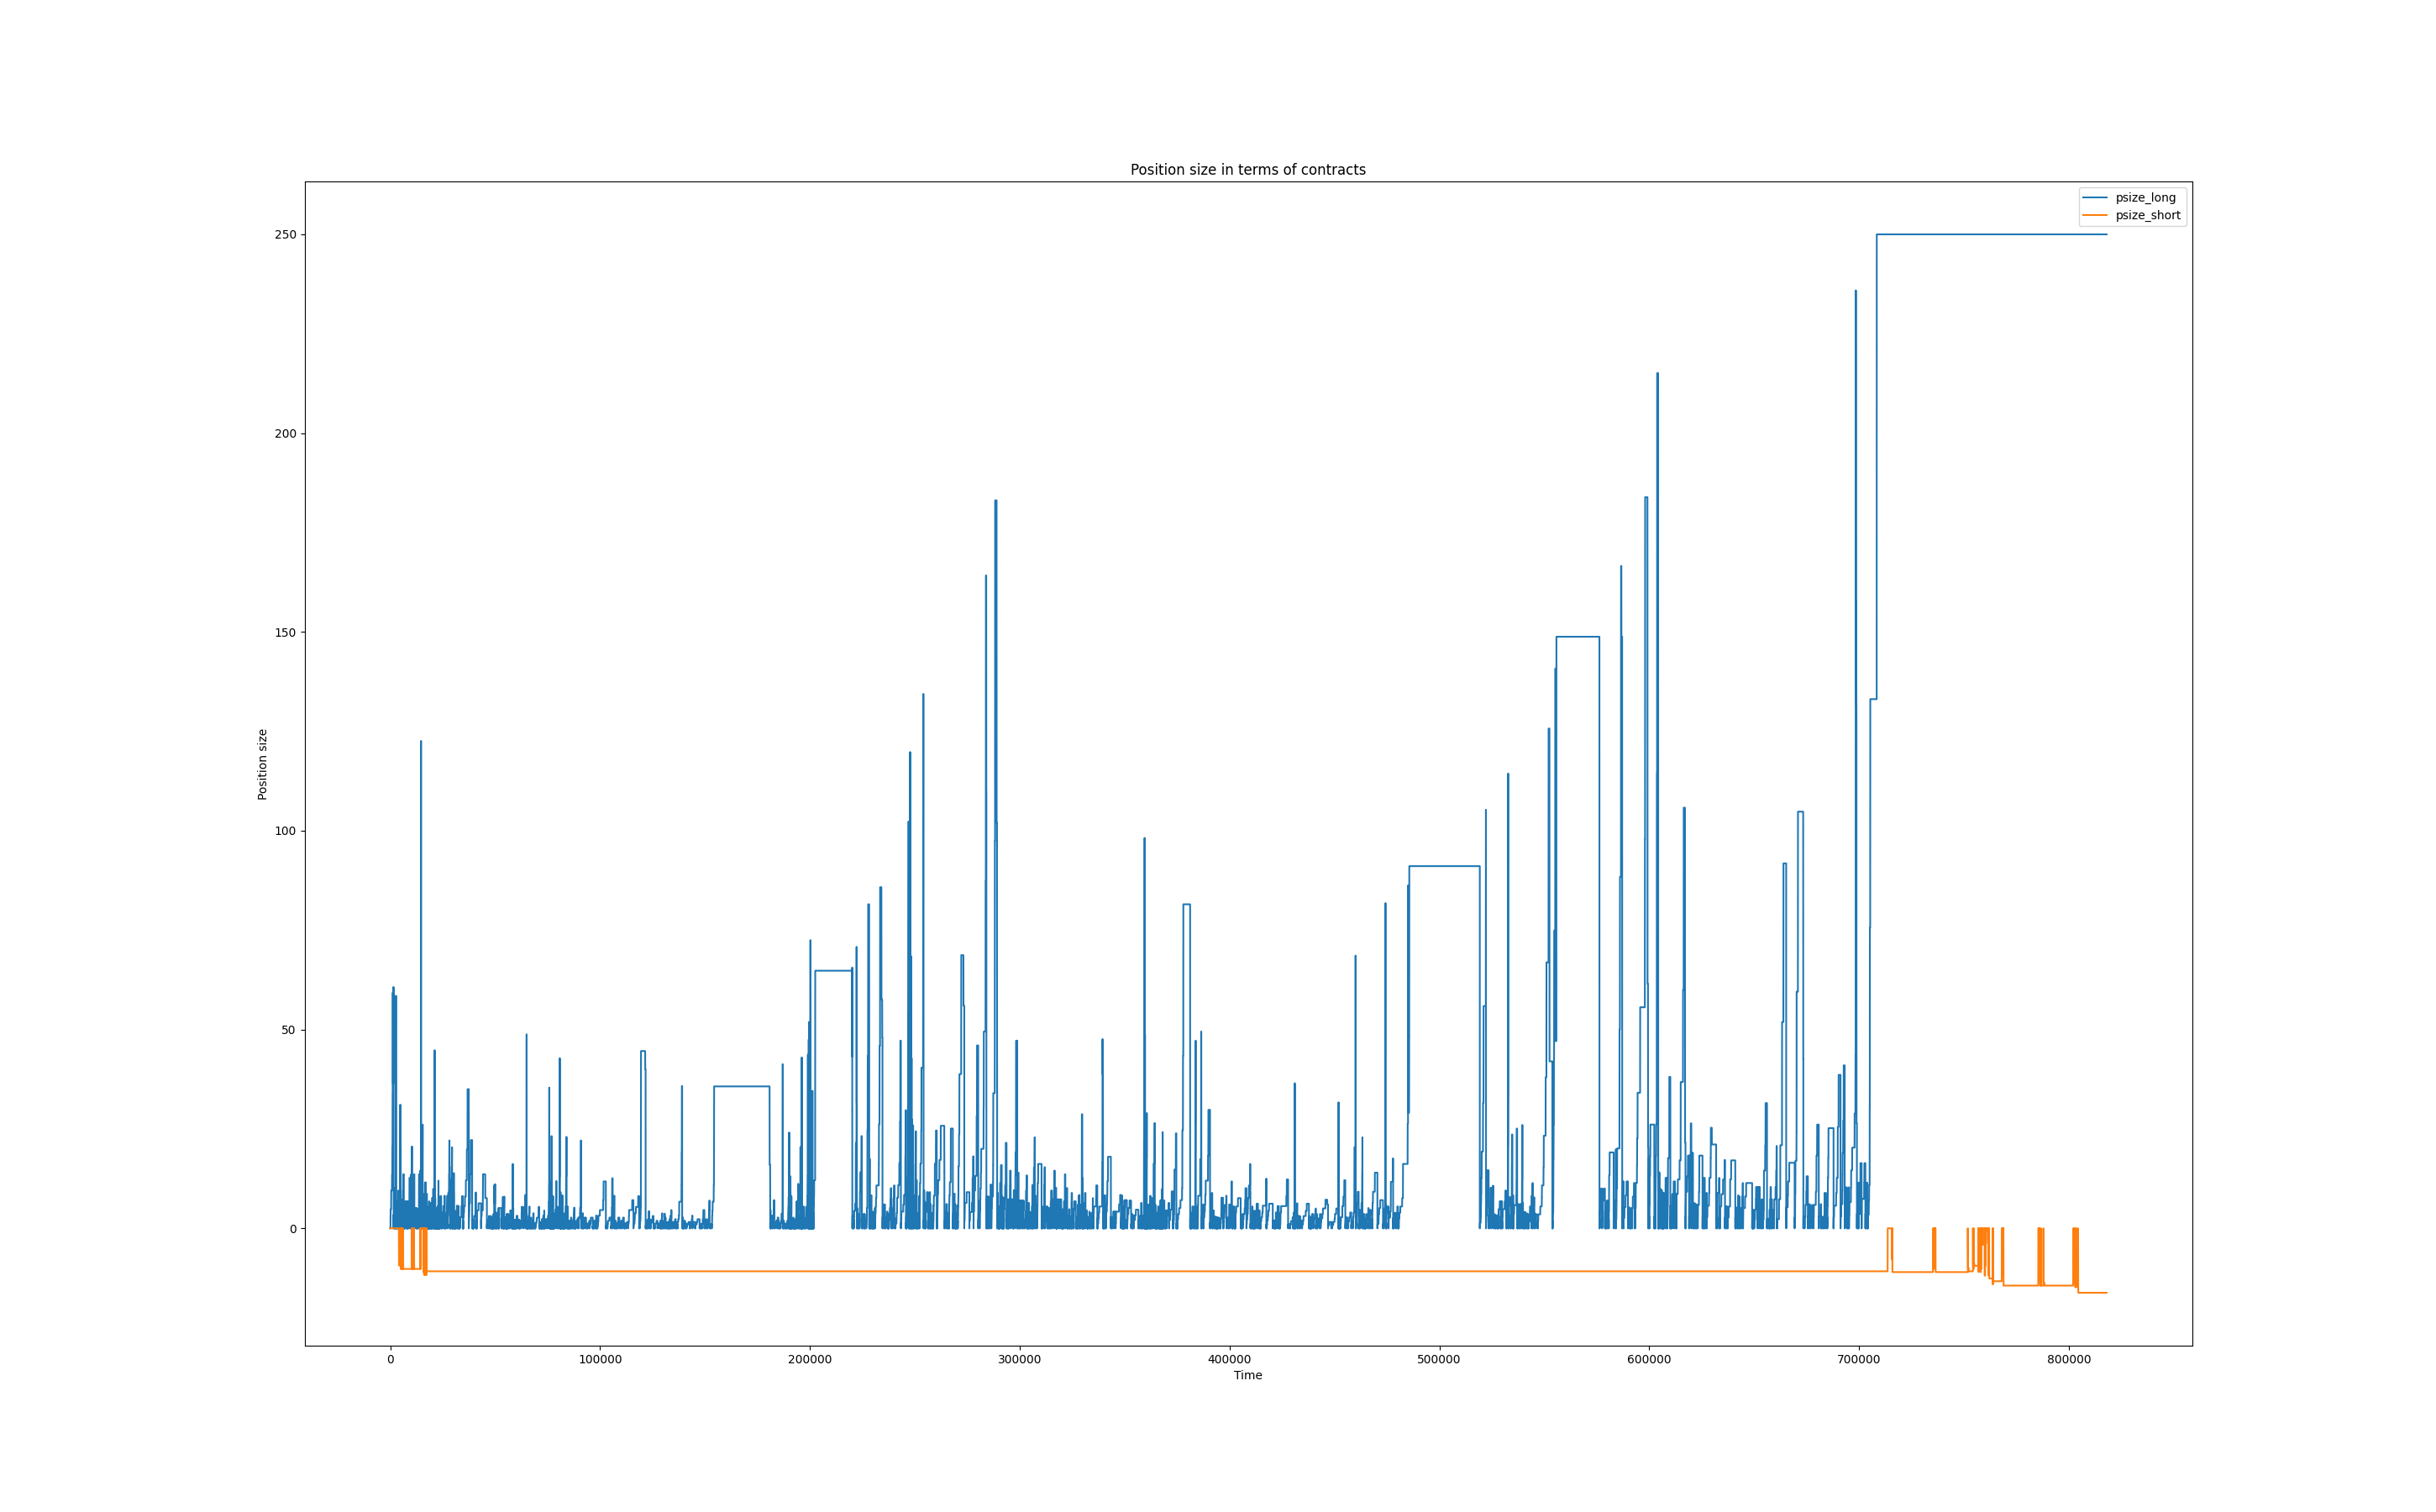 Position size in terms of contracts
psize_long
psize_short
250
200
150
100
50
0
Position size
0 100000 200000 300000 400000 500000 600000 700000 800000
Time